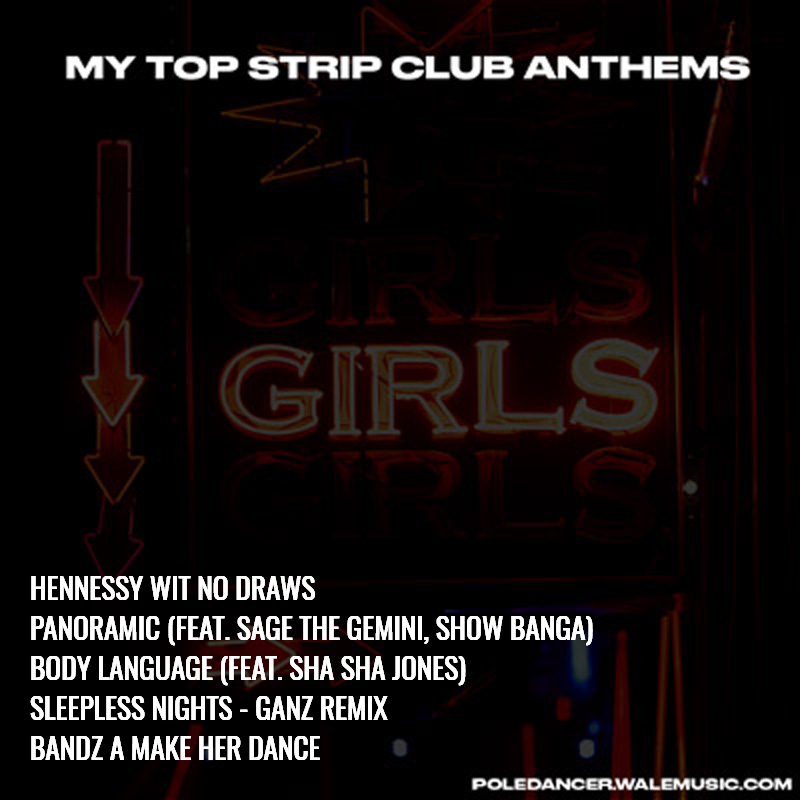 MY TOP STRIP CLUB ANTHEMS
GIRLS
GIRLS
GIRLS
HENNESSY WIT NO DRAWS
PANORAMIC (FEAT. SAGE THE GEMINI, SHOW BANGA)
BODY LANGUAGE (FEAT. SHA SHA JONES)
SLEEPLESS NIGHTS - GANZ REMIX
BANDZ A MAKE HER DANCE
POLEDANCER.WALEMUSIC.COM